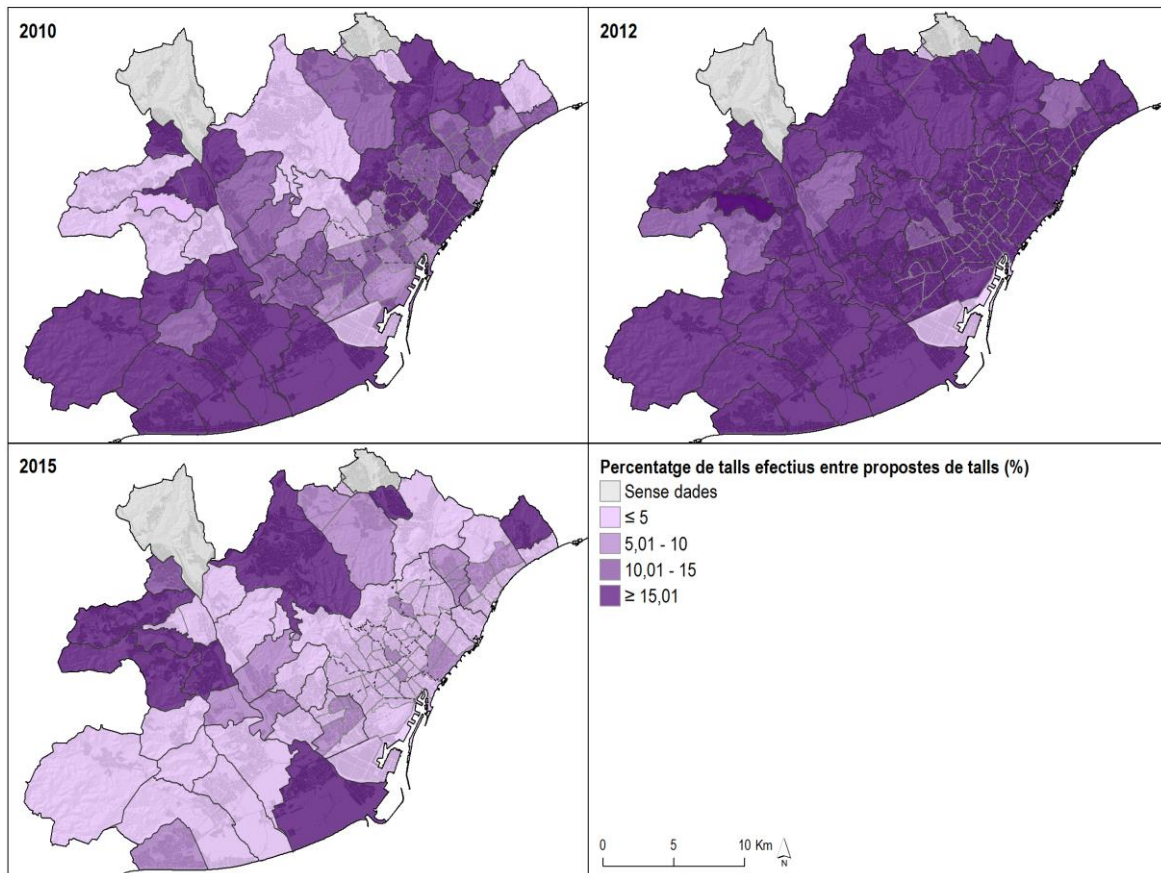 2010
2012
2015
Percentatge de talls efectius entre propostes de talls (%)
Sense dades
≤ 5
5,01 - 10
10,01 - 15
≥ 15,01
0 5 10 Km
N